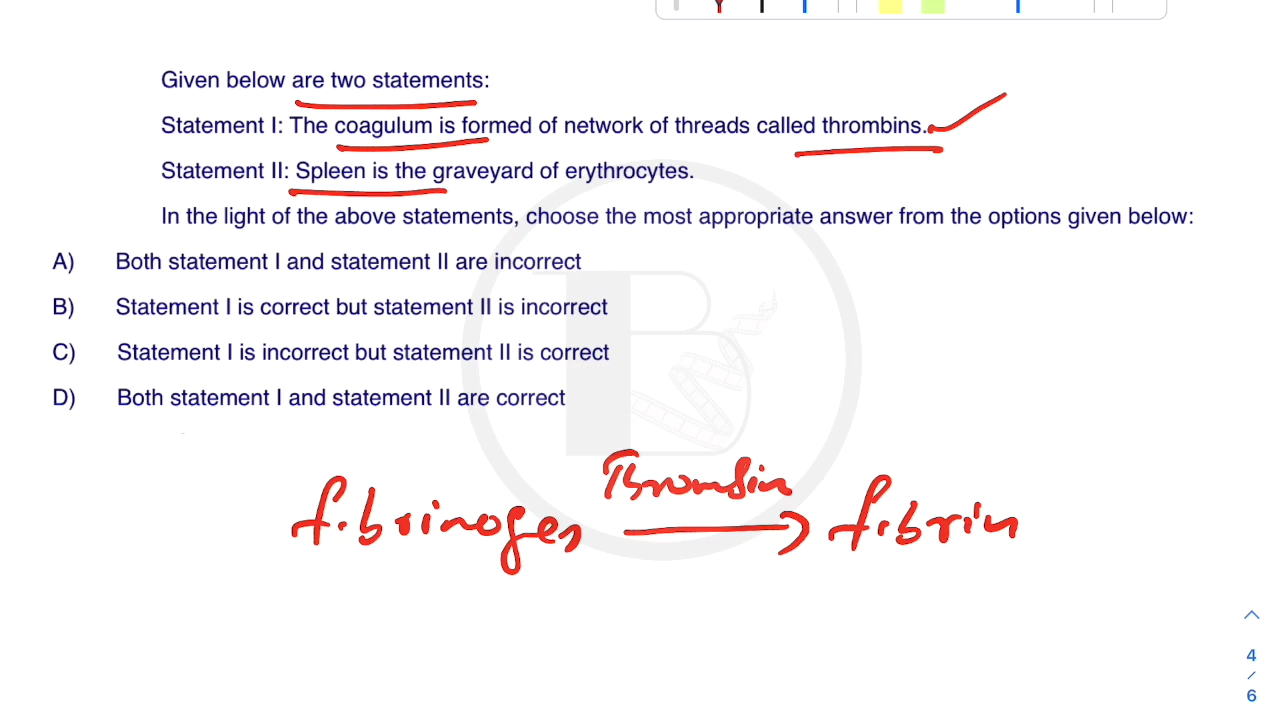 Given below are two statements:
Statement I: The coagulum is formed of network of threads called thrombins.
Statement II: Spleen is the graveyard of erythrocytes.
In the light of the above statements, choose the most appropriate answer from the options given below:
A) Both statement I and statement II are incorrect
B) Statement I is correct but statement II is incorrect
C) Statement I is incorrect but statement II is correct
D) Both statement I and statement II are correct
Thrombin
fibrinogen → fibrin
4
/
6